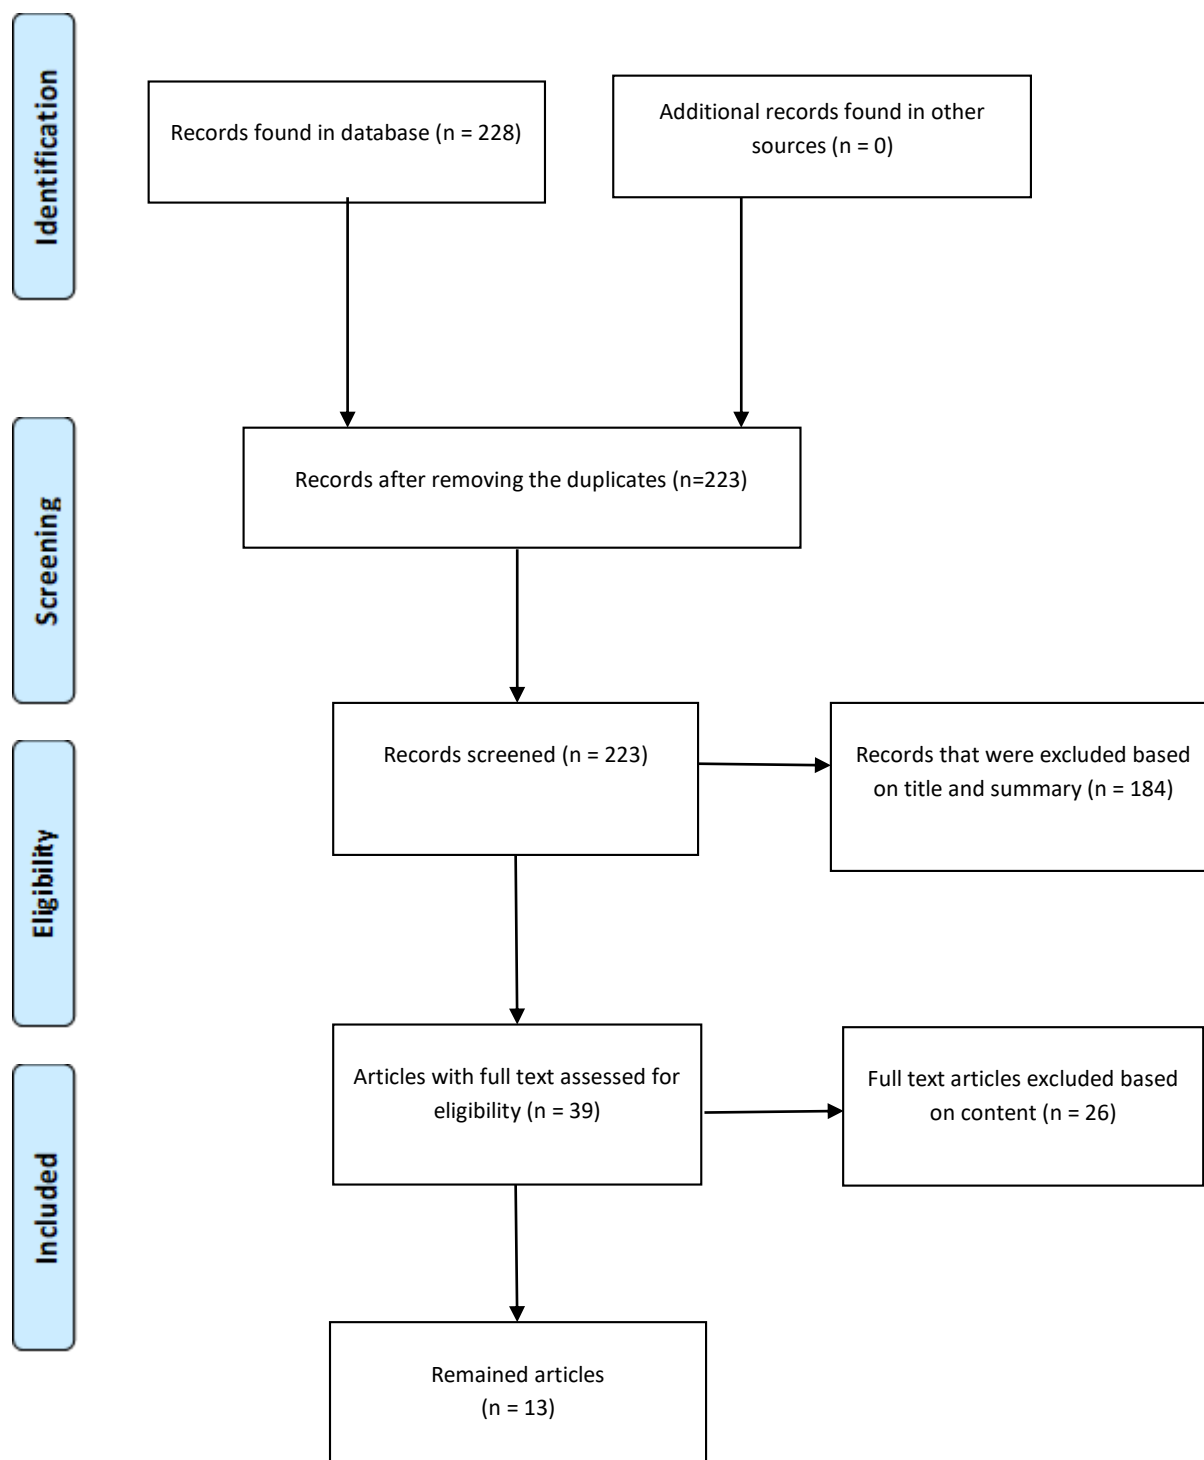 Identification
Records found in database (n = 228)
Additional records found in other
sources (n = 0)
Screening
Records after removing the duplicates (n=223)
Records screened (n = 223)
Records that were excluded based
on title and summary (n = 184)
Eligibility
Articles with full text assessed for
eligibility (n = 39)
Full text articles excluded based
on content (n = 26)
Included
Remained articles
(n = 13)